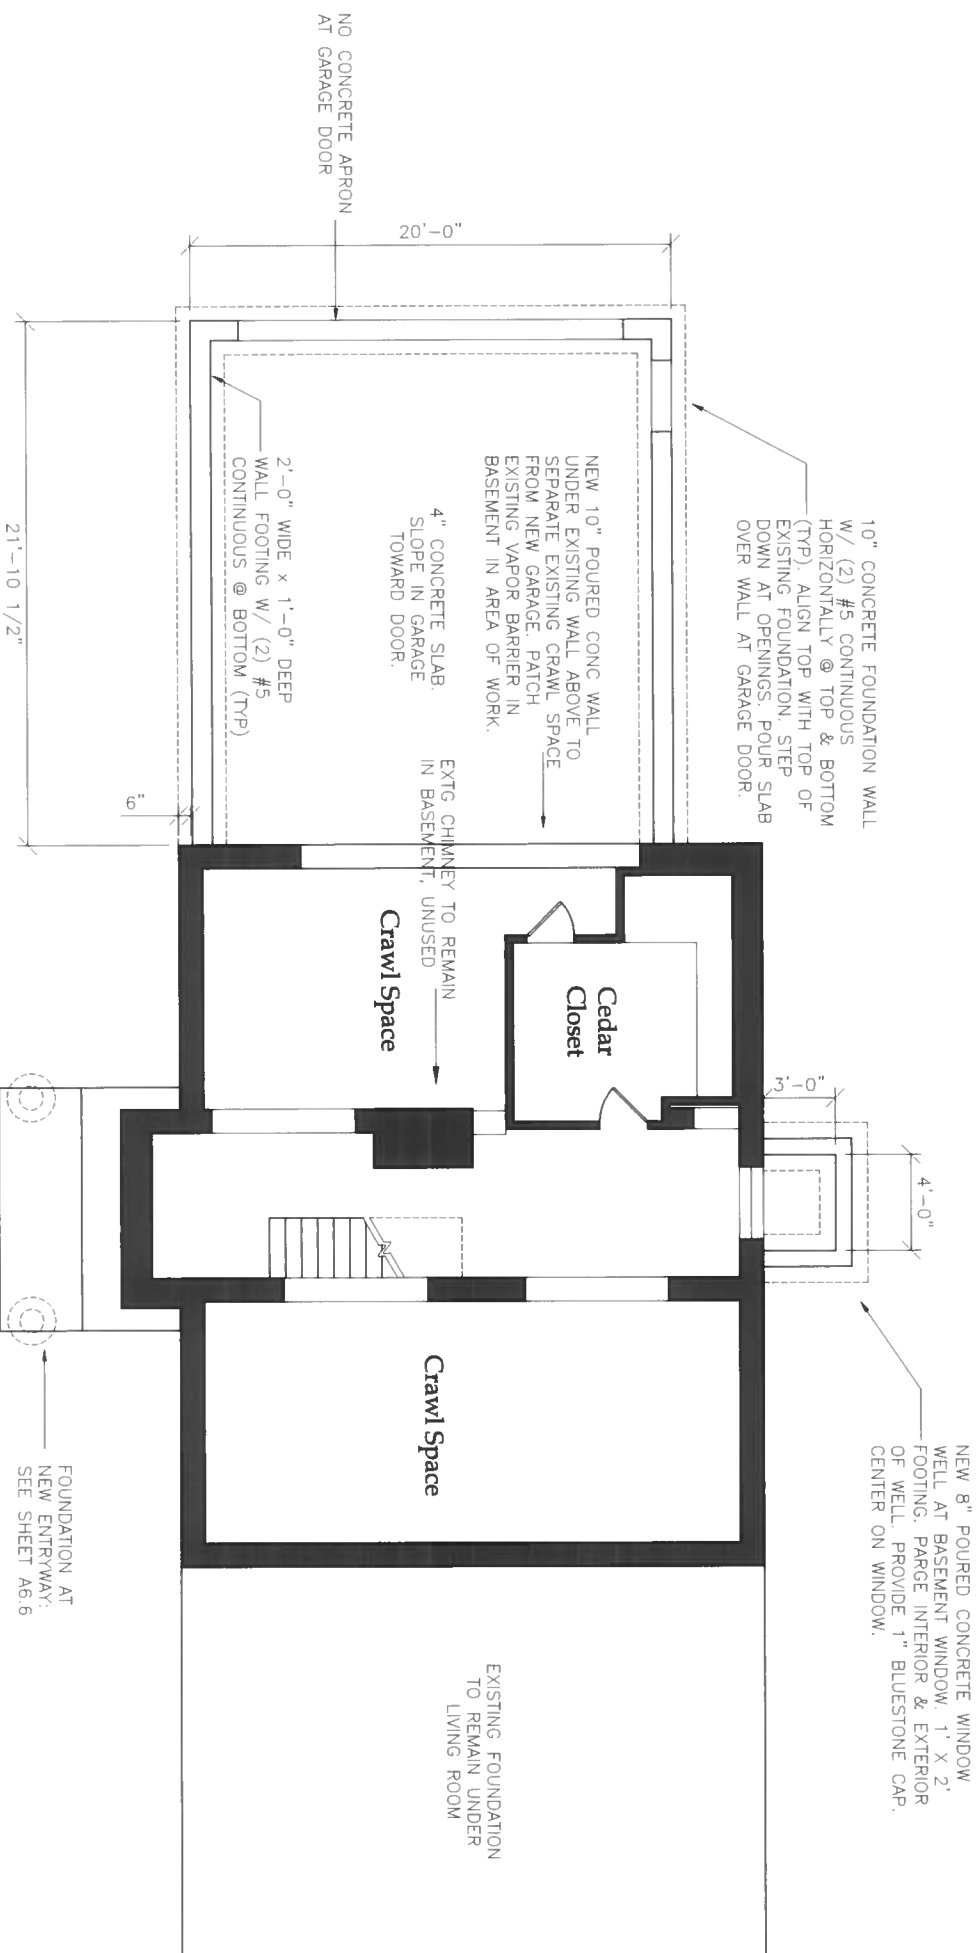 NO CONCRETE APRON
AT GARAGE DOOR
20'-0"
21'-10 1/2"
6"
10" CONCRETE FOUNDATION WALL
W/ (2) #5 CONTINUOUS
HORIZONTALLY @ TOP & BOTTOM
(TYP). ALIGN TOP WITH TOP OF
EXISTING FOUNDATION. STEP
DOWN AT OPENINGS. POUR SLAB
OVER WALL AT GARAGE DOOR.
NEW 10" POURED CONC WALL
UNDER EXISTING WALL ABOVE TO
SEPARATE EXISTING CRAWL SPACE
FROM NEW GARAGE. PATCH
EXISTING VAPOR BARRIER IN
BASEMENT IN AREA OF WORK.
4" CONCRETE SLAB.
SLOPE IN GARAGE
TOWARD DOOR.
2'-0" WIDE x 1'-0" DEEP
WALL FOOTING W/ (2) #5
CONTINUOUS @ BOTTOM (TYP)
EXTG CHIMNEY TO REMAIN
IN BASEMENT, UNUSED
Crawl Space
Cedar
Closet
3'-0"
4'-0"
NEW 8" POURED CONCRETE WINDOW
WELL AT BASEMENT WINDOW. 1' X 2'
FOOTING. PARGE INTERIOR & EXTERIOR
OF WELL. PROVIDE 1" BLUESTONE CAP.
CENTER ON WINDOW.
Crawl Space
FOUNDATION AT
NEW ENTRYWAY:
SEE SHEET A6.6
EXISTING FOUNDATION
TO REMAIN UNDER
LIVING ROOM